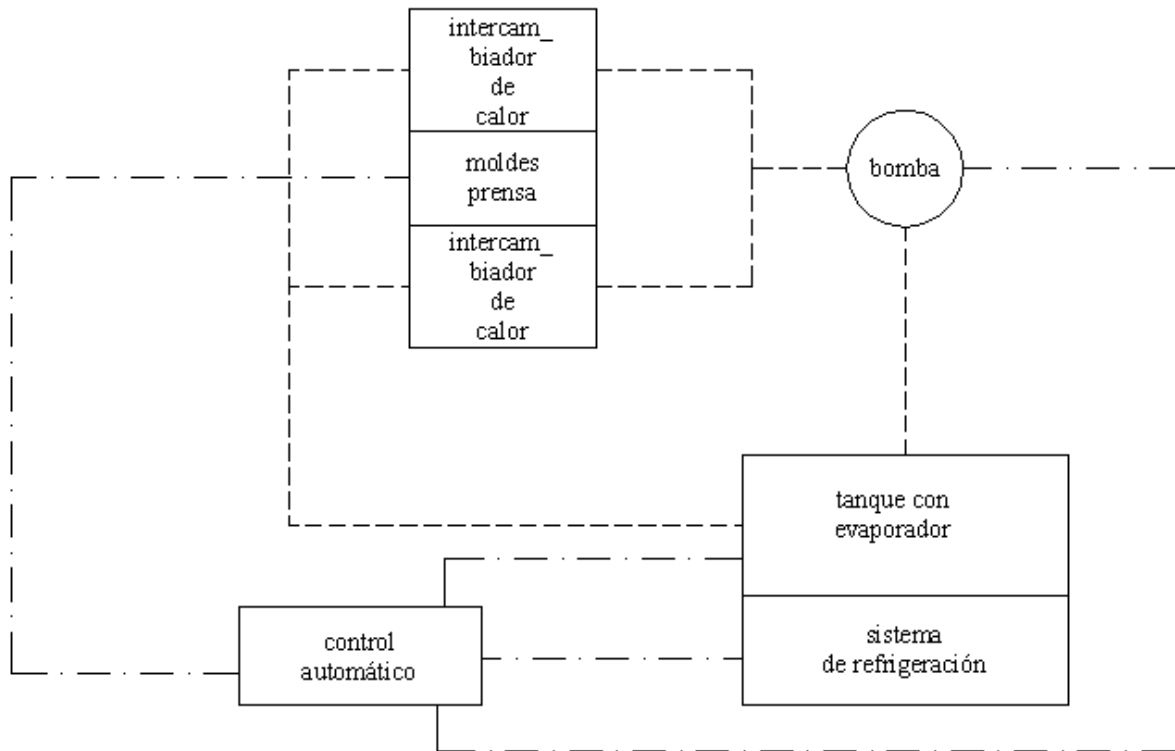 intercam_
biador
de
calor
moldes
prensa
intercam_
biador
de
calor
bomba
tanque con
evaporador
sistema
de refrigeración
control
automático